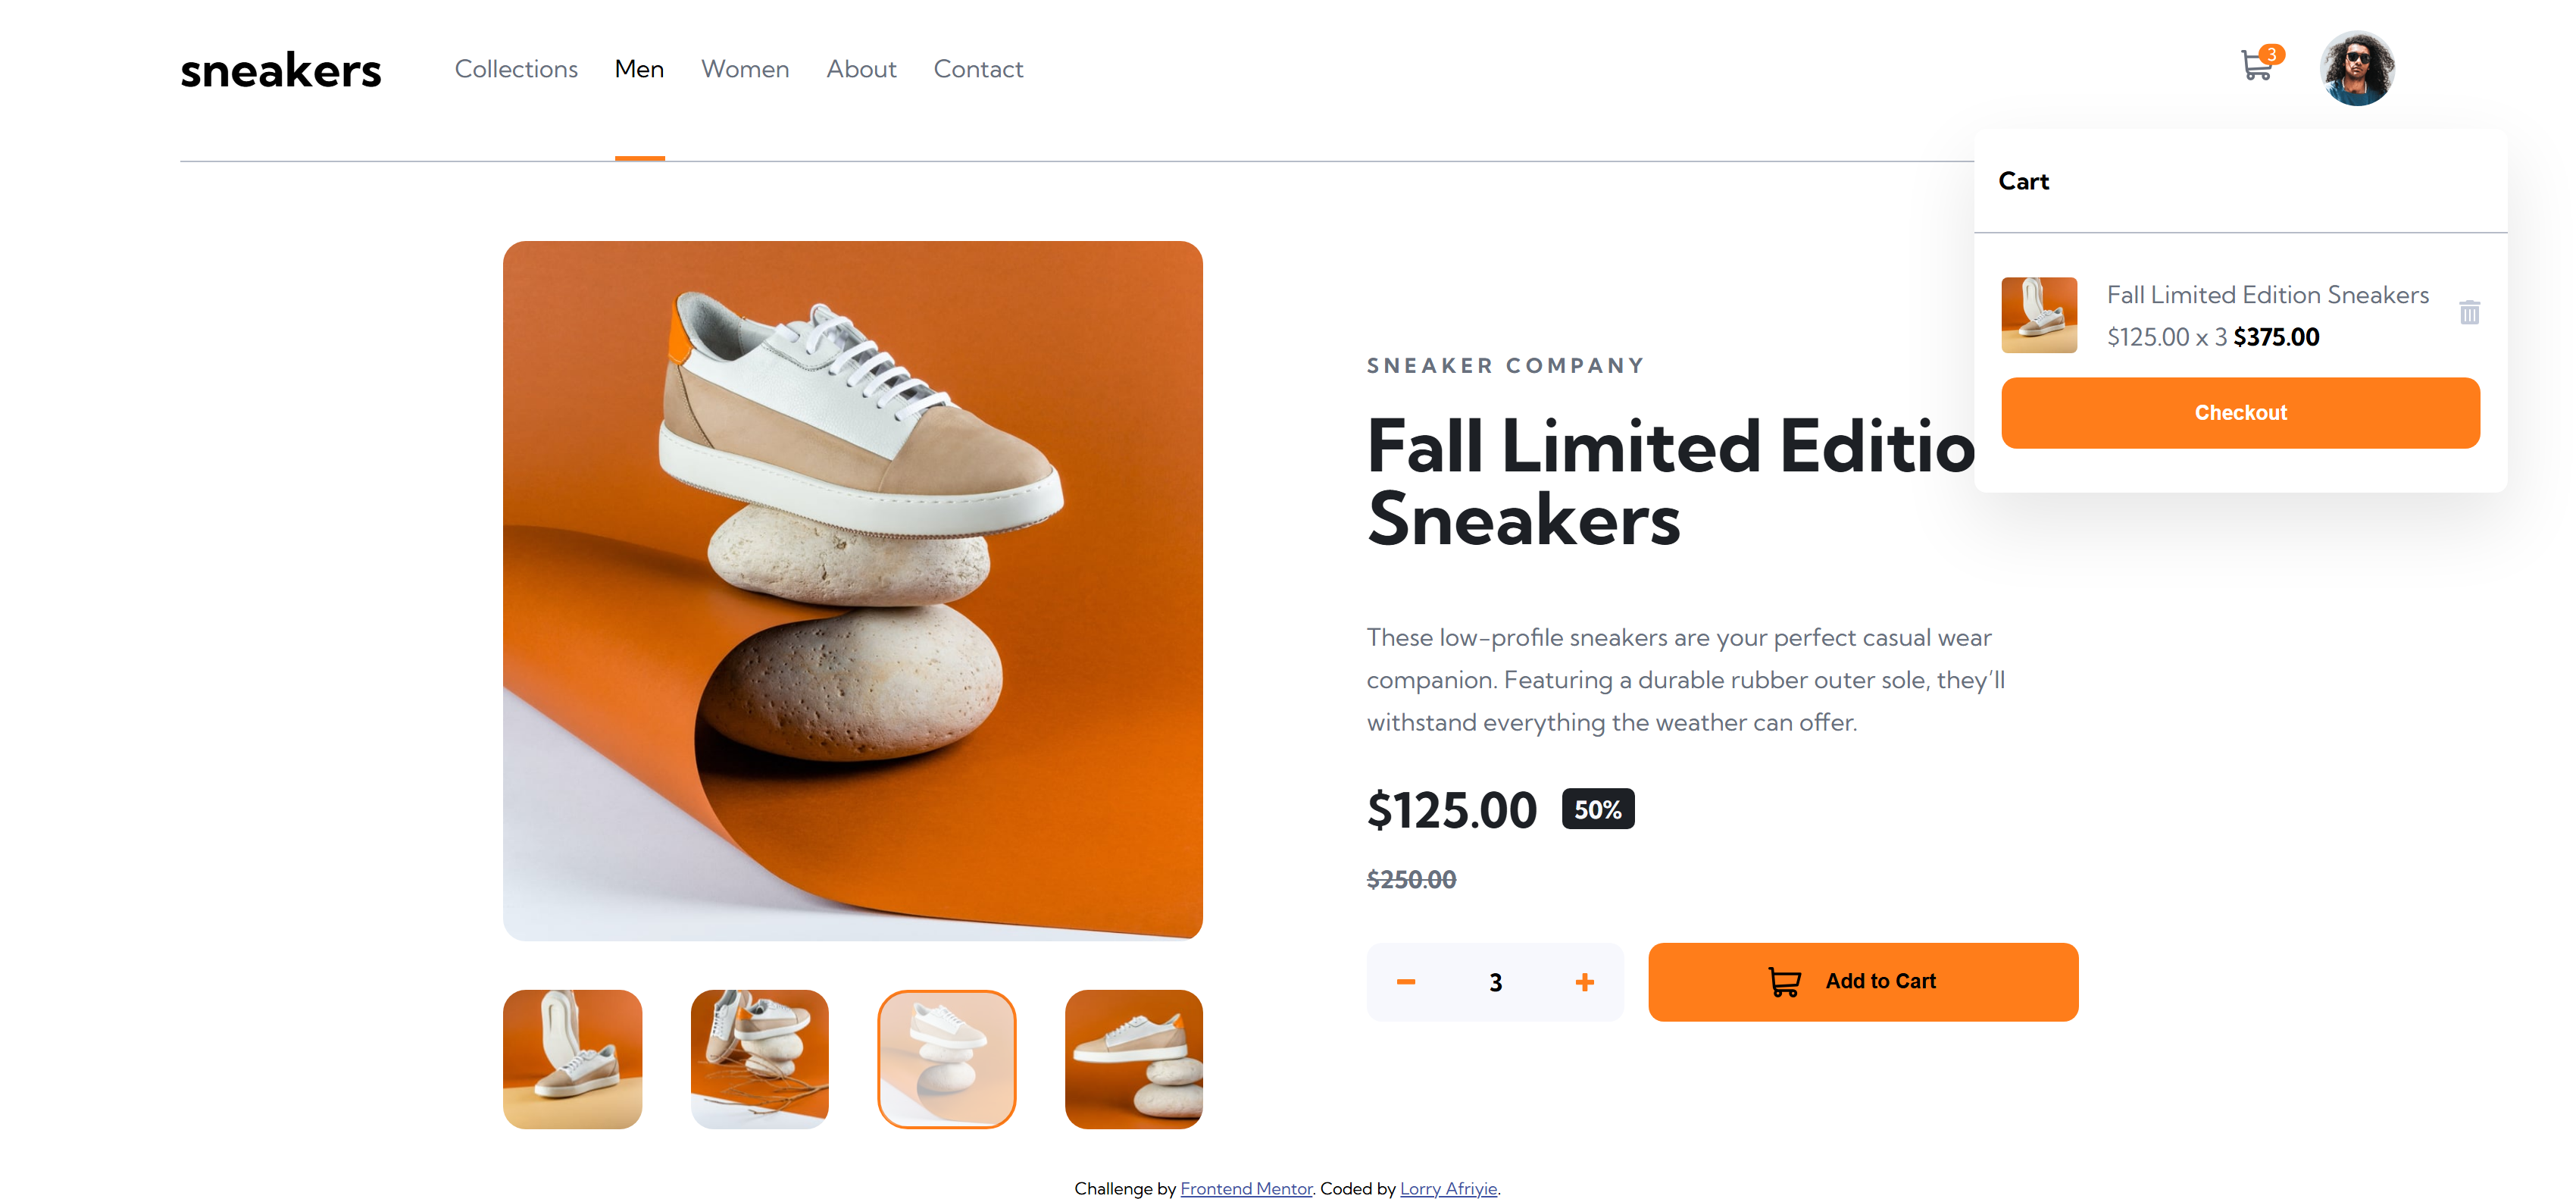 sneakers
Collections Men Women About Contact
3
Cart
Fall Limited Edition Sneakers
$125.00 x 3 $375.00
Checkout
SNEAKER COMPANY
Fall Limited Editio
Sneakers
These low-profile sneakers are your perfect casual wear
companion. Featuring a durable rubber outer sole, they’ll
withstand everything the weather can offer.
$125.00 50%
$250.00
3
Add to Cart
Challenge by Frontend Mentor. Coded by Lorry Afriyie.